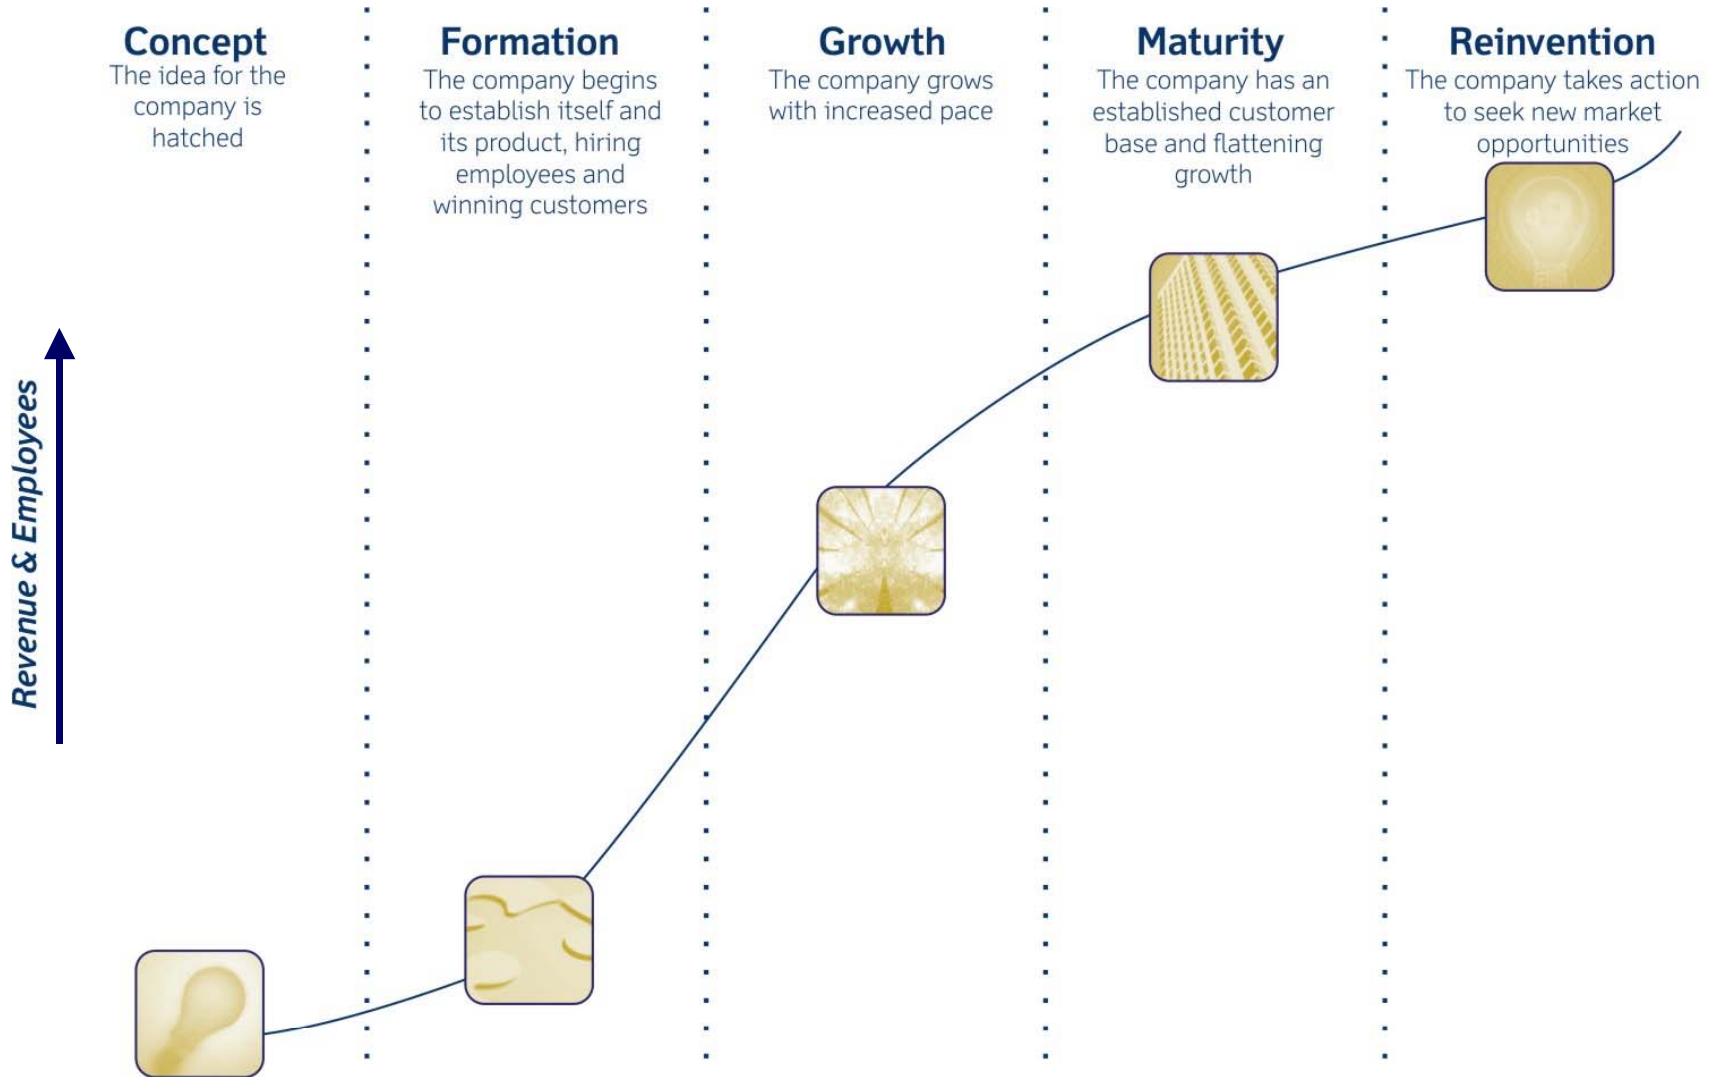 Concept
The idea for the
company is
hatched
Formation
The company begins
to establish itself and
its product, hiring
employees and
winning customers
Growth
The company grows
with increased pace
Maturity
The company has an
established customer
base and flattening
growth
Reinvention
The company takes action
to seek new market
opportunities
Revenue & Employees